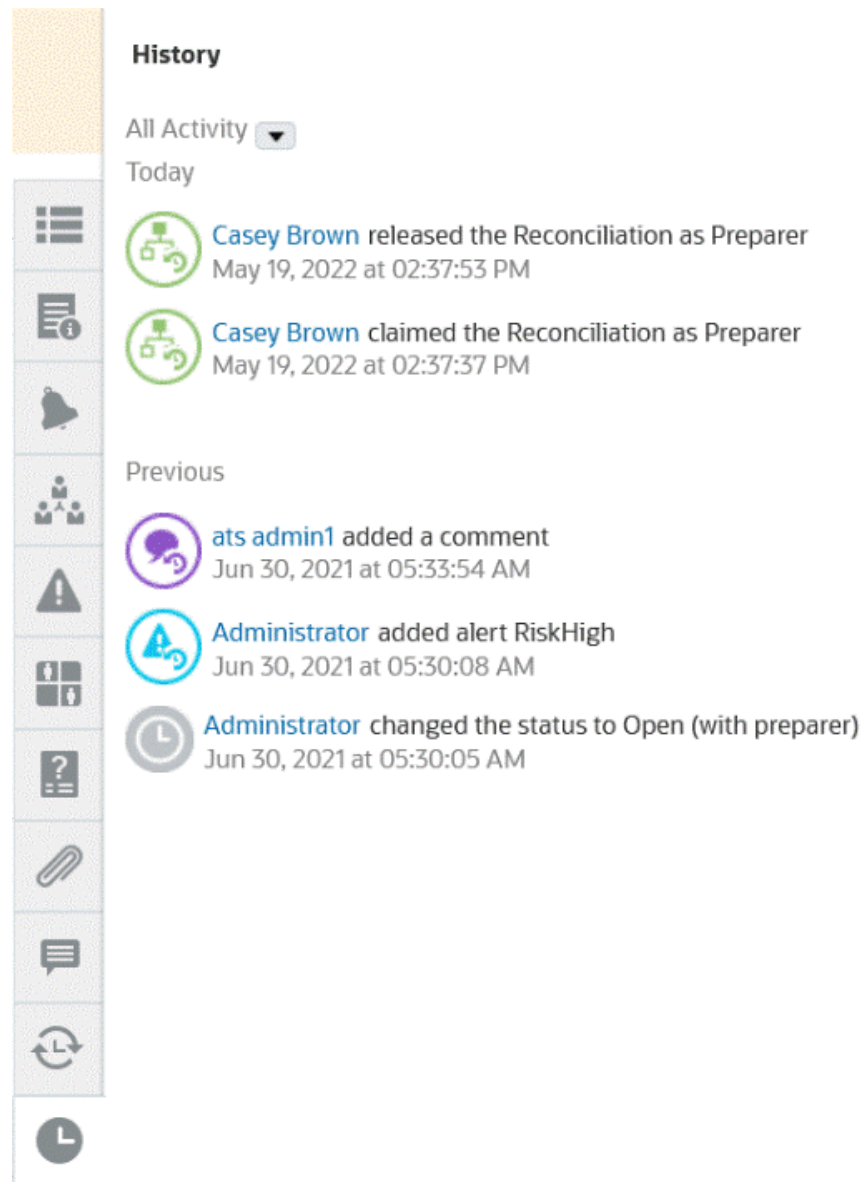 History
All Activity
Today
Casey Brown released the Reconciliation as Preparer
May 19, 2022 at 02:37:53 PM
Casey Brown claimed the Reconciliation as Preparer
May 19, 2022 at 02:37:37 PM
Previous
ats admin1 added a comment
Jun 30, 2021 at 05:33:54 AM
Administrator added alert RiskHigh
Jun 30, 2021 at 05:30:08 AM
Administrator changed the status to Open (with preparer)
Jun 30, 2021 at 05:30:05 AM